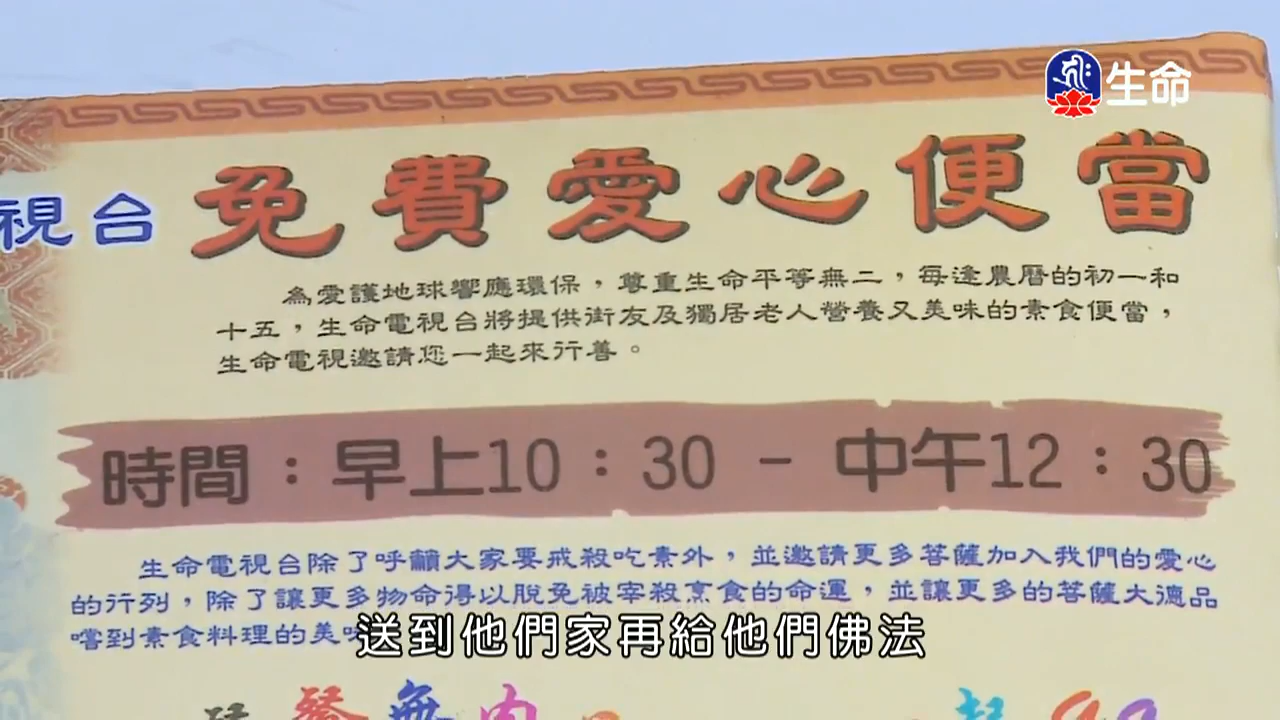 生命
視台 免費愛心便當
為愛護地球響應環保，尊重生命平等無二，每逢農曆的初一和
十五，生命電視台將提供街友及獨居老人營養又美味的素食便當，
生命電視邀請您一起來行善。
時間：早上10：30 - 中午12：30
生命電視台除了呼籲大家要戒殺吃素外，並邀請更多菩薩加入我們的愛心
的行列，除了讓更多物命得以脫免被宰殺烹食的命運，並讓更多的菩薩大德品
嚐到素食料理的美味
送到他們家再給他們佛法
發無肉